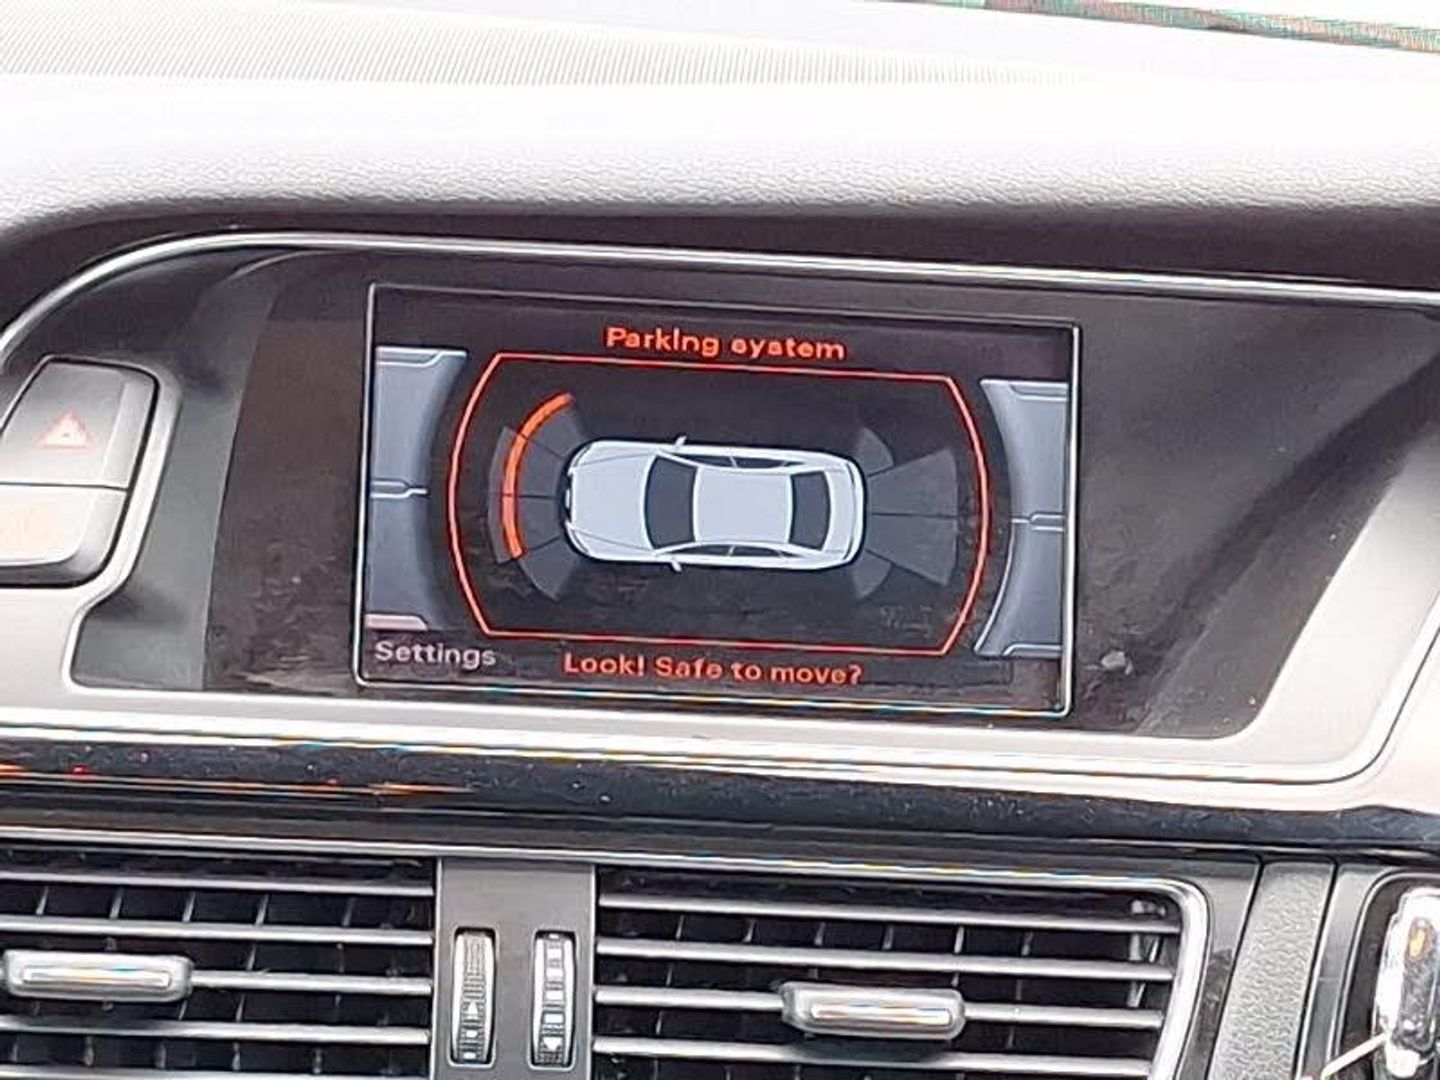 Parking system
Settings
Look! Safe to move?